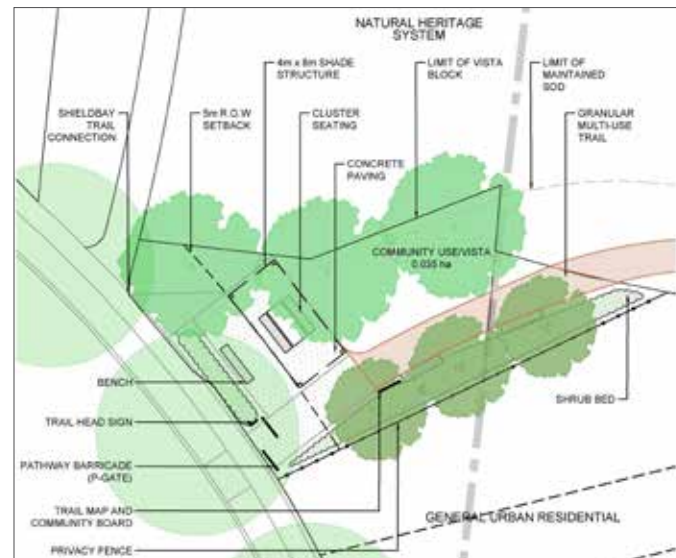 NATURAL HERITAGE
SYSTEM
4m x 8m SHADE
STRUCTURE
LIMIT OF VISTA
BLOCK
LIMIT OF
MAINTAINED
SOD
SHIELDBAY
TRAIL
CONNECTION
5m R.O.W
SETBACK
CLUSTER
SEATING
GRANULAR
MULTI-USE
TRAIL
CONCRETE
PAVING
COMMUNITY USE/VISTA
0.035 ha
BENCH
SHRUB BED
TRAIL HEAD SIGN
PATHWAY BARRICADE
(P-GATE)
TRAIL MAP AND
COMMUNITY BOARD
GENERAL URBAN RESIDENTIAL
PRIVACY FENCE